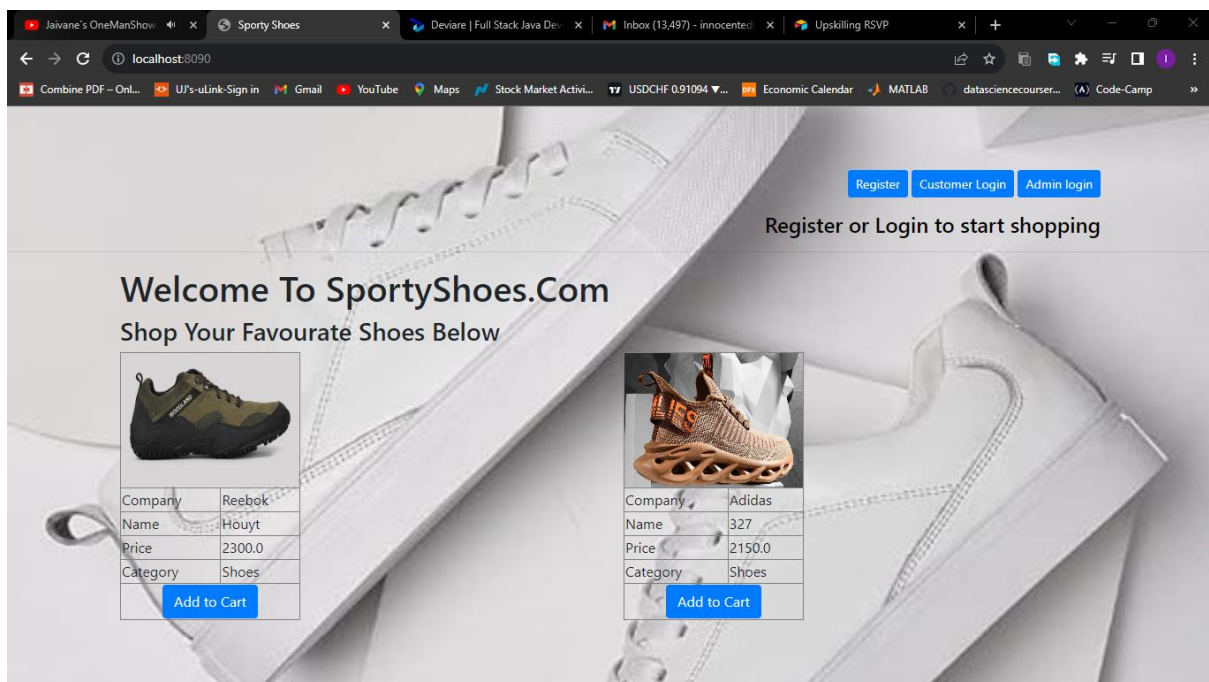 Jaivane's OneManShow
Sporty Shoes
Deviare | Full Stack Java Dev
Inbox (13,497) - innocented
Upskilling RSVP
localhost:8090
Combine PDF – Onl...
UJ's-uLink-Sign in
Gmail
YouTube
Maps
Stock Market Activi...
USDCHF 0.91094 ▼...
Economic Calendar
MATLAB
datasciencecourser...
Code-Camp
»
Register
Customer Login
Admin login
Register or Login to start shopping
Welcome To SportyShoes.Com
Shop Your Favourate Shoes Below
WOODLAND
Company Reebok
Name Houyt
Price 2300.0
Category Shoes
Add to Cart
Company Adidas
Name 327
Price 2150.0
Category Shoes
Add to Cart